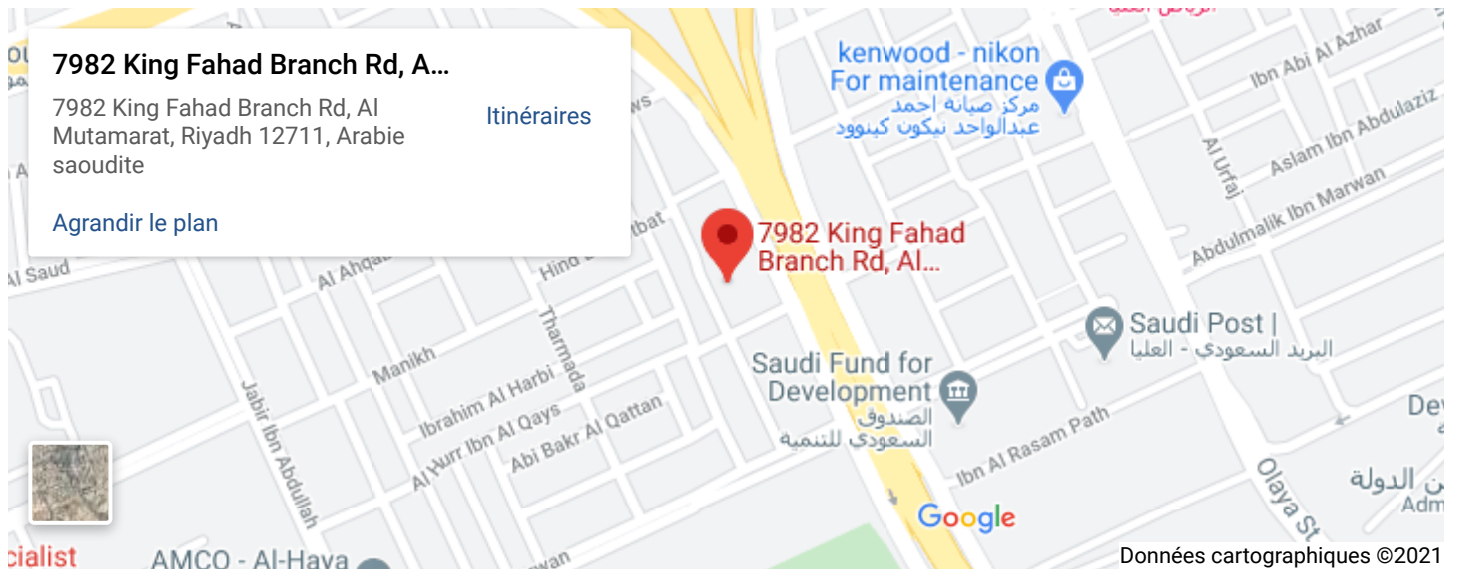 7982 King Fahad Branch Rd, A...
7982 King Fahad Branch Rd, Al
Mutamarat, Riyadh 12711, Arabie
saoudite
Itinéraires
Agrandir le plan
kenwood - nikon
For maintenance
مركز صيانة احمد
عبدالواحد نيكون كينوود
Ibn Abi Al Azhar
Al Urfaj
Aslam Ibn Abdulaziz
Abdulmalik Ibn Marwan
7982 King Fahad
Branch Rd, Al...
Al Saud
Hind
Tharmada
Manikh
Ibrahim Al Harbi
Al Hurr Ibn Al Qays
Abi Bakr Al Qattan
Jabir Ibn Abdullah
Saudi Post |
البريد السعودي - العليا
Saudi Fund for
Development
الصندوق
السعودي للتنمية
Ibn Al Rasam Path
Olaya St
Google
AMCO - Al-Haya
Données cartographiques ©2021